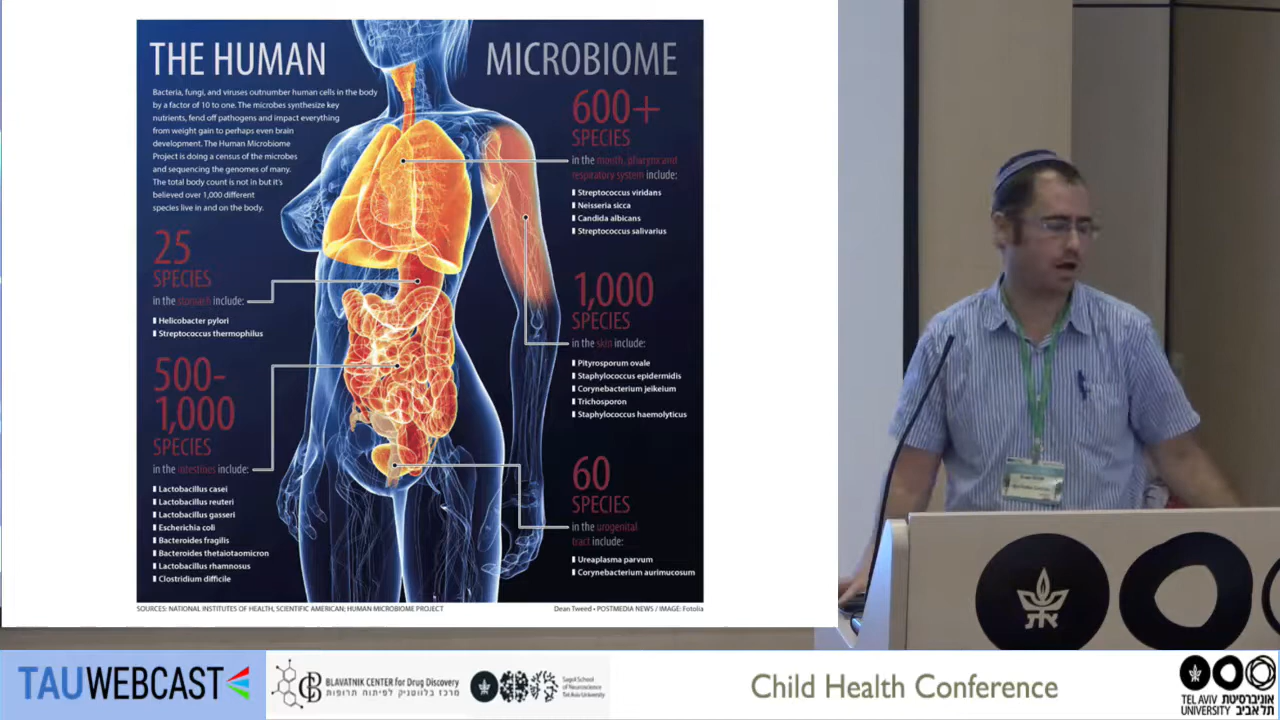 THE HUMAN MICROBIOME
Bacteria, fungi, and viruses outnumber human cells in the body
by a factor of 10 to one. The microbes synthesize key
nutrients, fend off pathogens and impact everything
from weight gain to perhaps even brain
development. The Human Microbiome
Project is doing a census of the microbes
and sequencing the genomes of many.
The total body count is not in but it's
believed over 1,000 different
species live in and on the body.
25
SPECIES
in the stomach include:
Helicobacter pylori
Streptococcus thermophilus
500-
1,000
SPECIES
in the intestines include:
Lactobacillus casei
Lactobacillus reuteri
Lactobacillus gasseri
Escherichia coli
Bacteroides fragilis
Bacteroides thetaiotaomicron
Lactobacillus rhamnosus
Clostridium difficile
600+
SPECIES
in the mouth, pharynx and
respiratory system include:
Streptococcus viridans
Neisseria sicca
Candida albicans
Streptococcus salivarius
1,000
SPECIES
in the skin include:
Pityrosporum ovale
Staphylococcus epidermidis
Corynebacterium jeikeium
Trichosporon
Staphylococcus haemolyticus
60
SPECIES
in the urogenital
tract include:
Ureaplasma parvum
Corynebacterium aurimucosum
SOURCES: NATIONAL INSTITUTES OF HEALTH, SCIENTIFIC AMERICAN; HUMAN MICROBIOME PROJECT
Dean Tweed • POSTMEDIA NEWS / IMAGE: Fotolia
TAUWEBCAST
BLAVATNIK CENTER for Drug Discovery
מרכז בלווטניק לפיתוח תרופות
Sagol School
of Neuroscience
Tel Aviv University
Child Health Conference
TEL AVIV אוניברסיטת
UNIVERSITY תל אביב